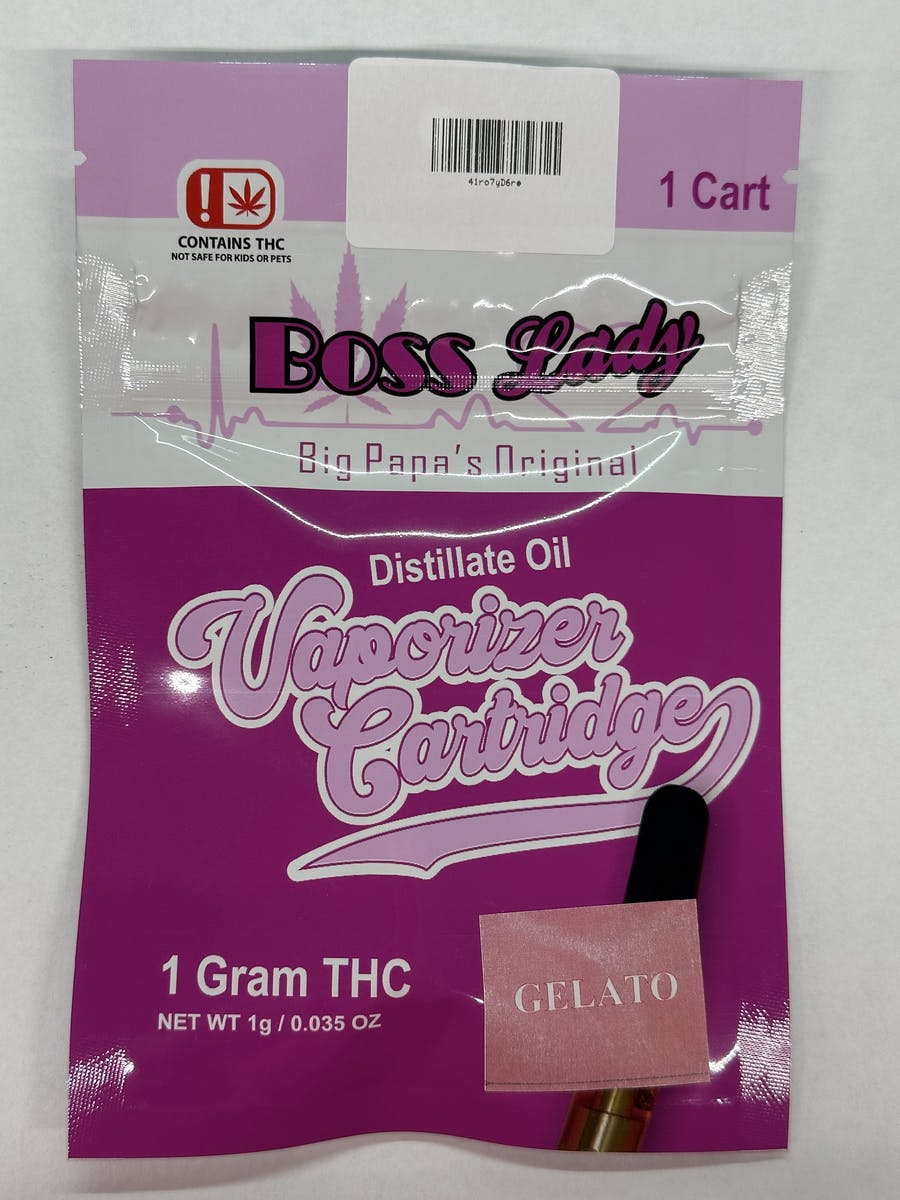 41ro7yD6r●
1 Cart
CONTAINS THC
NOT SAFE FOR KIDS OR PETS
Boss Lady
Big Papa's Original
Distillate Oil
Vaporizer
Cartridge
1 Gram THC
NET WT 1g / 0.035 OZ
GELATO